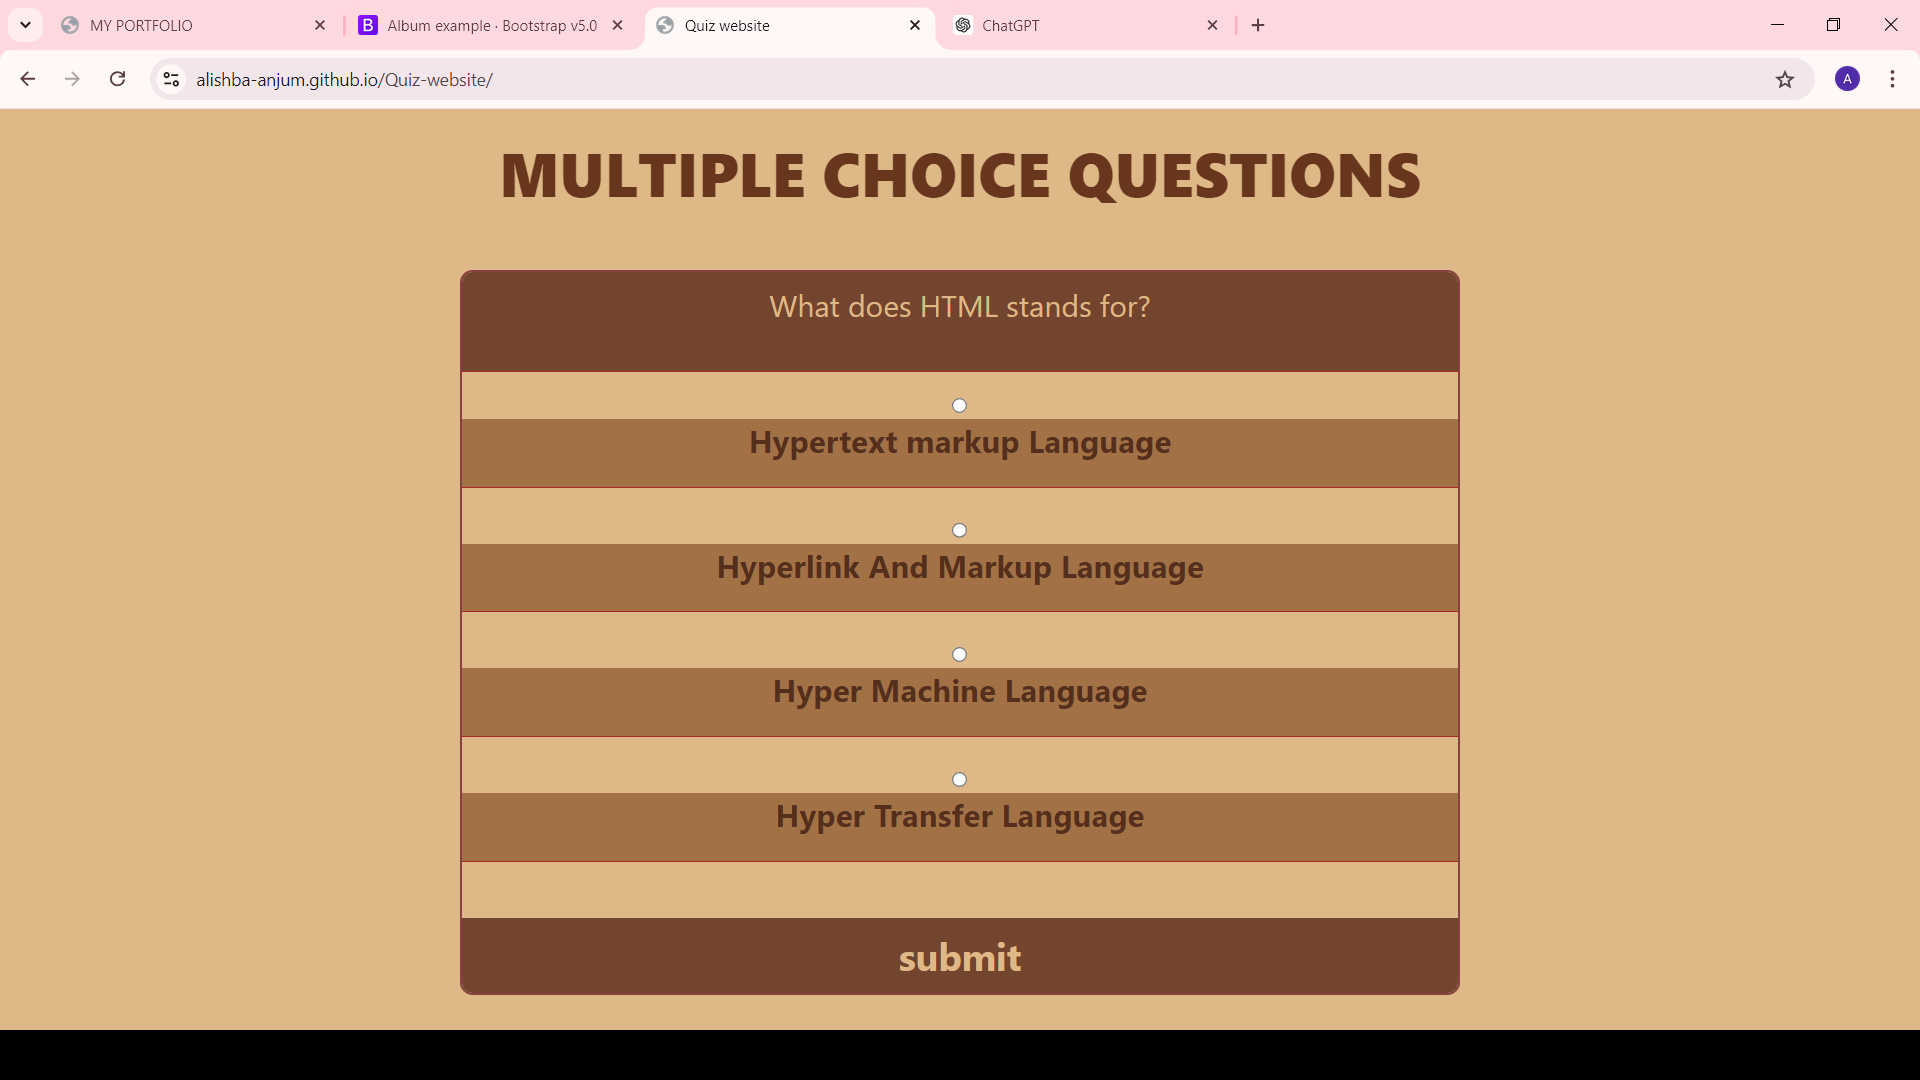 MY PORTFOLIO
Album example · Bootstrap v5.0
Quiz website
ChatGPT
alishba-anjum.github.io/Quiz-website/
A
MULTIPLE CHOICE QUESTIONS
What does HTML stands for?
Hypertext markup Language
Hyperlink And Markup Language
Hyper Machine Language
Hyper Transfer Language
submit